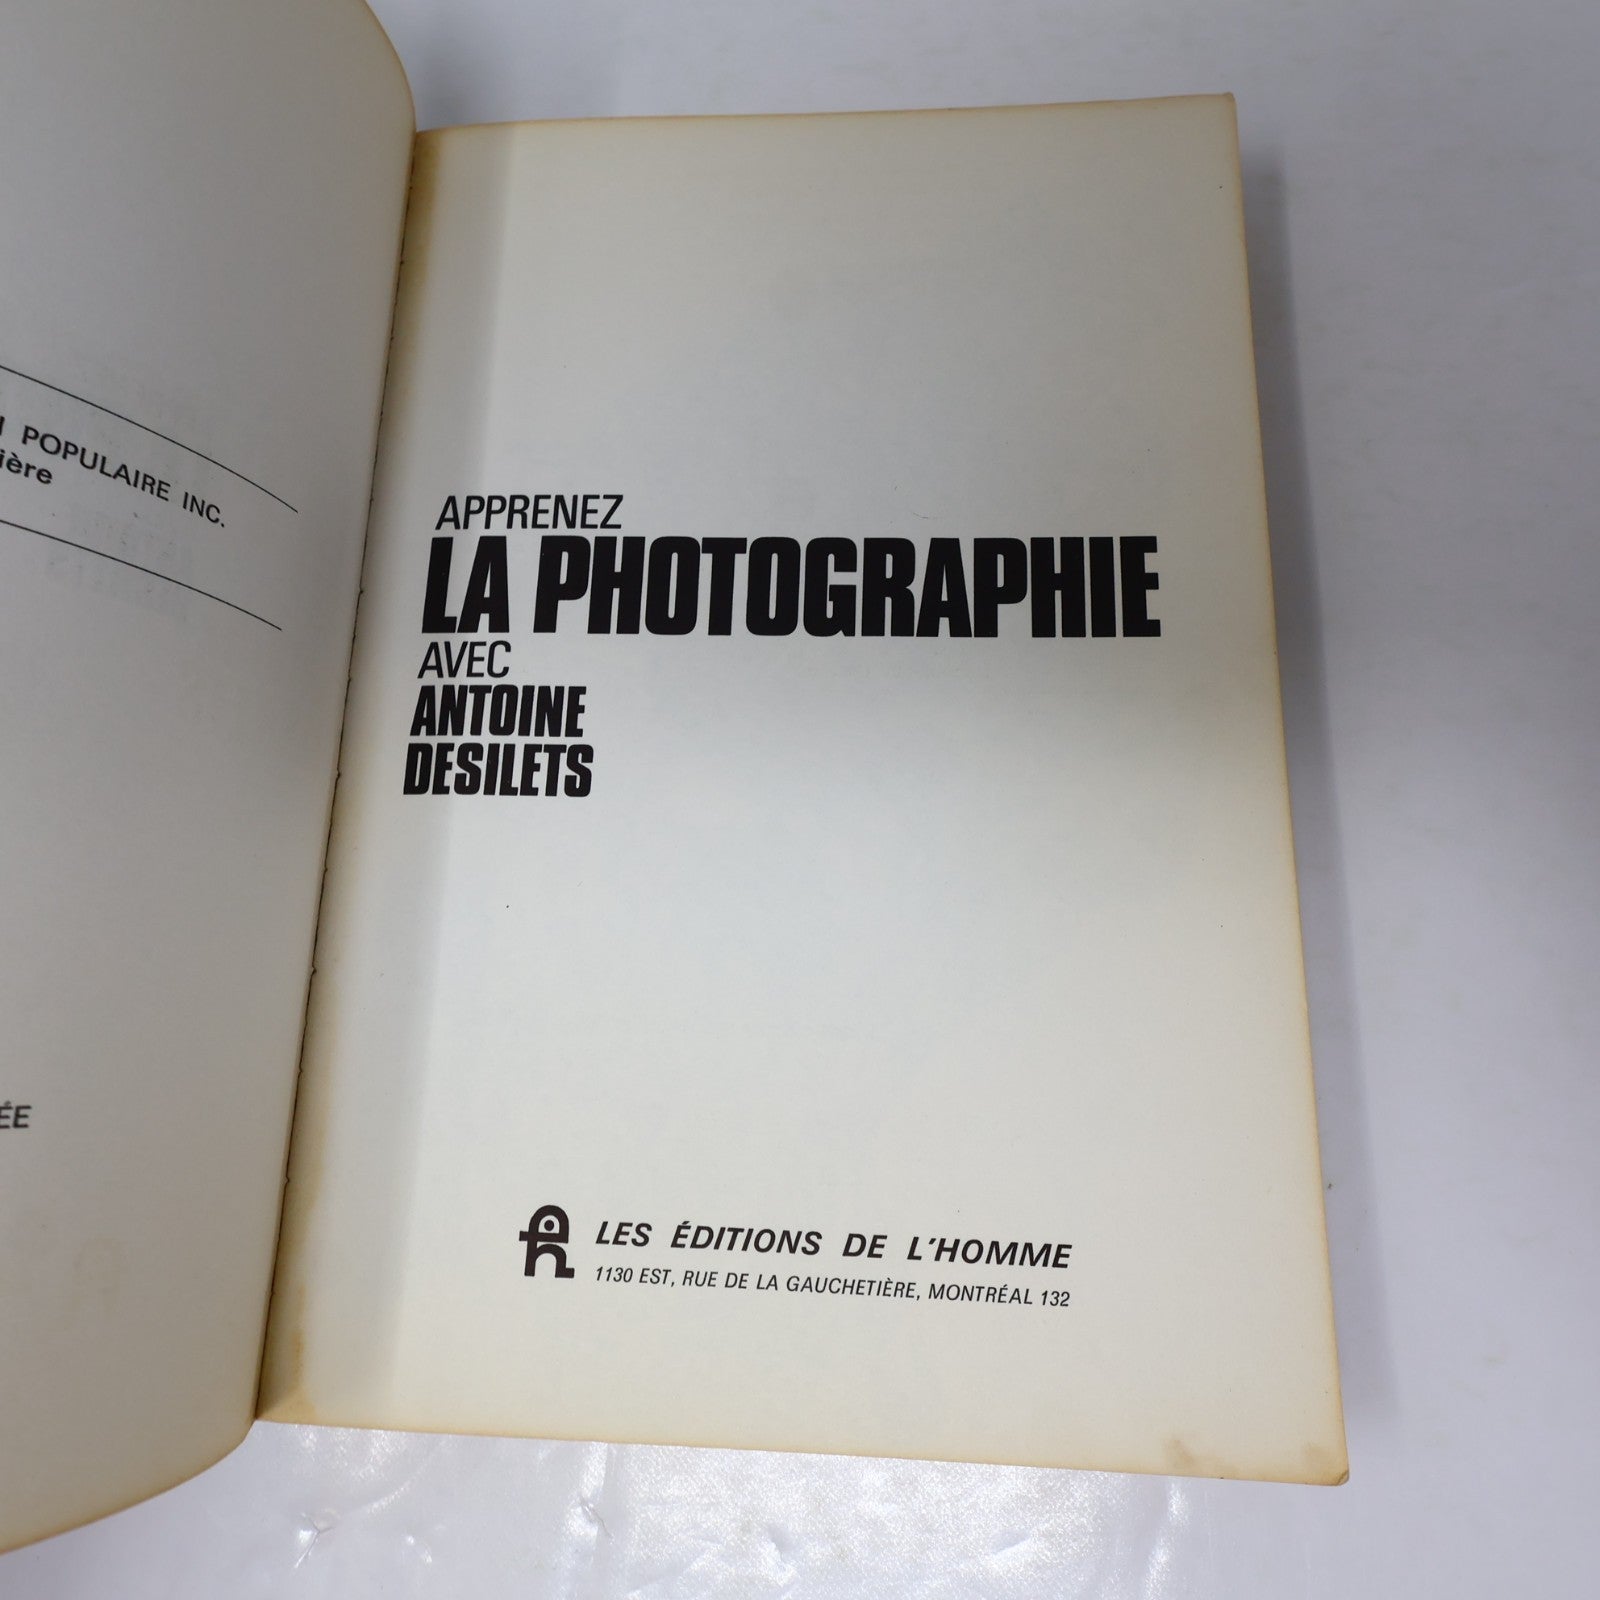 POPULAIRE INC.
ÉE
APPRENEZ
LA PHOTOGRAPHIE
AVEC
ANTOINE
DESILETS
LES ÉDITIONS DE L'HOMME
1130 EST, RUE DE LA GAUCHETIÈRE, MONTRÉAL 132